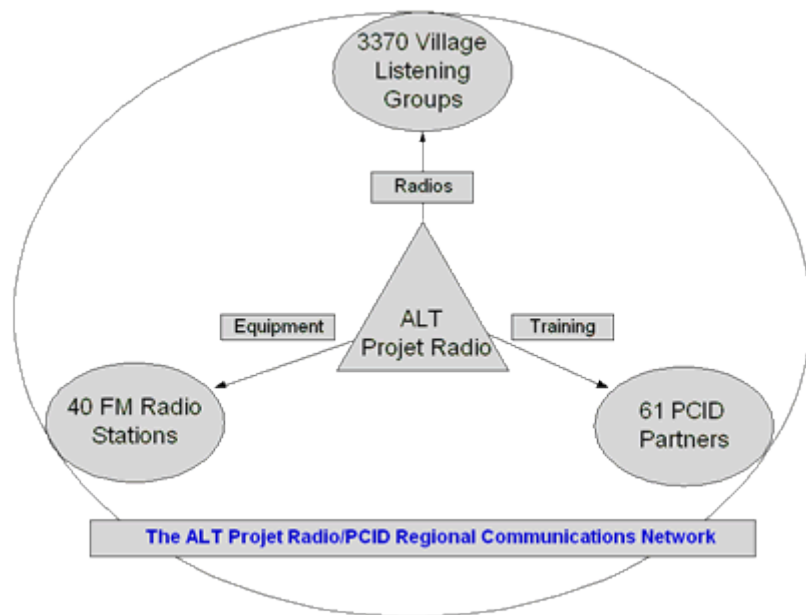 3370 Village
Listening
Groups
Radios
Equipment
ALT
Projet Radio
Training
40 FM Radio
Stations
61 PCID
Partners
The ALT Projet Radio/PCID Regional Communications Network